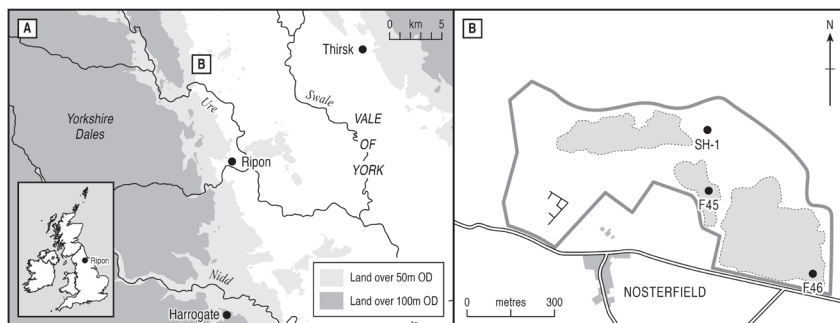 A
0 km 5
Thirsk
B
Swale
Ure
Yorkshire
Dales
VALE
OF
YORK
Ripon
Ripon
Nidd
Land over 50m OD
Land over 100m OD
Harrogate
B
N
SH-1
F45
F46
0 metres 300
NOSTERFIELD